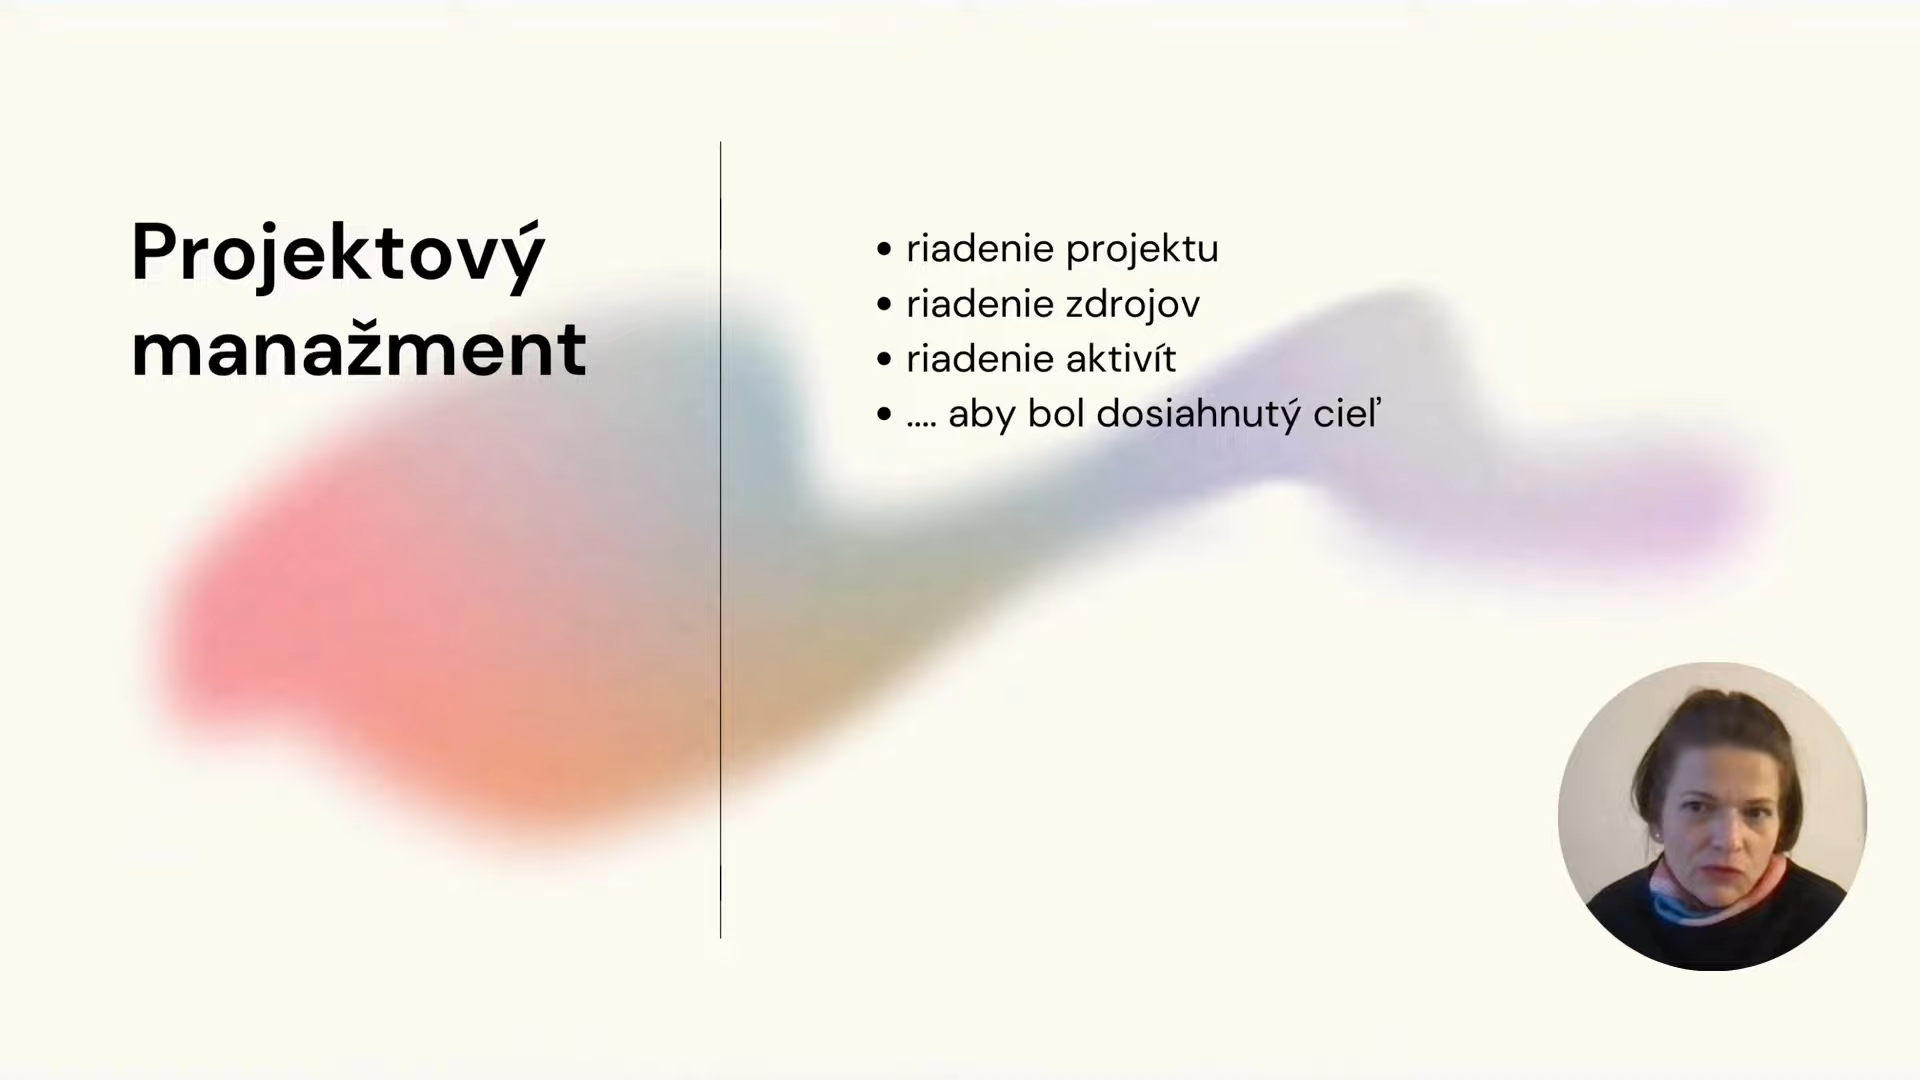 Projektový
manažment
• riadenie projektu
• riadenie zdrojov
• riadenie aktivít
• .... aby bol dosiahnutý cieľ